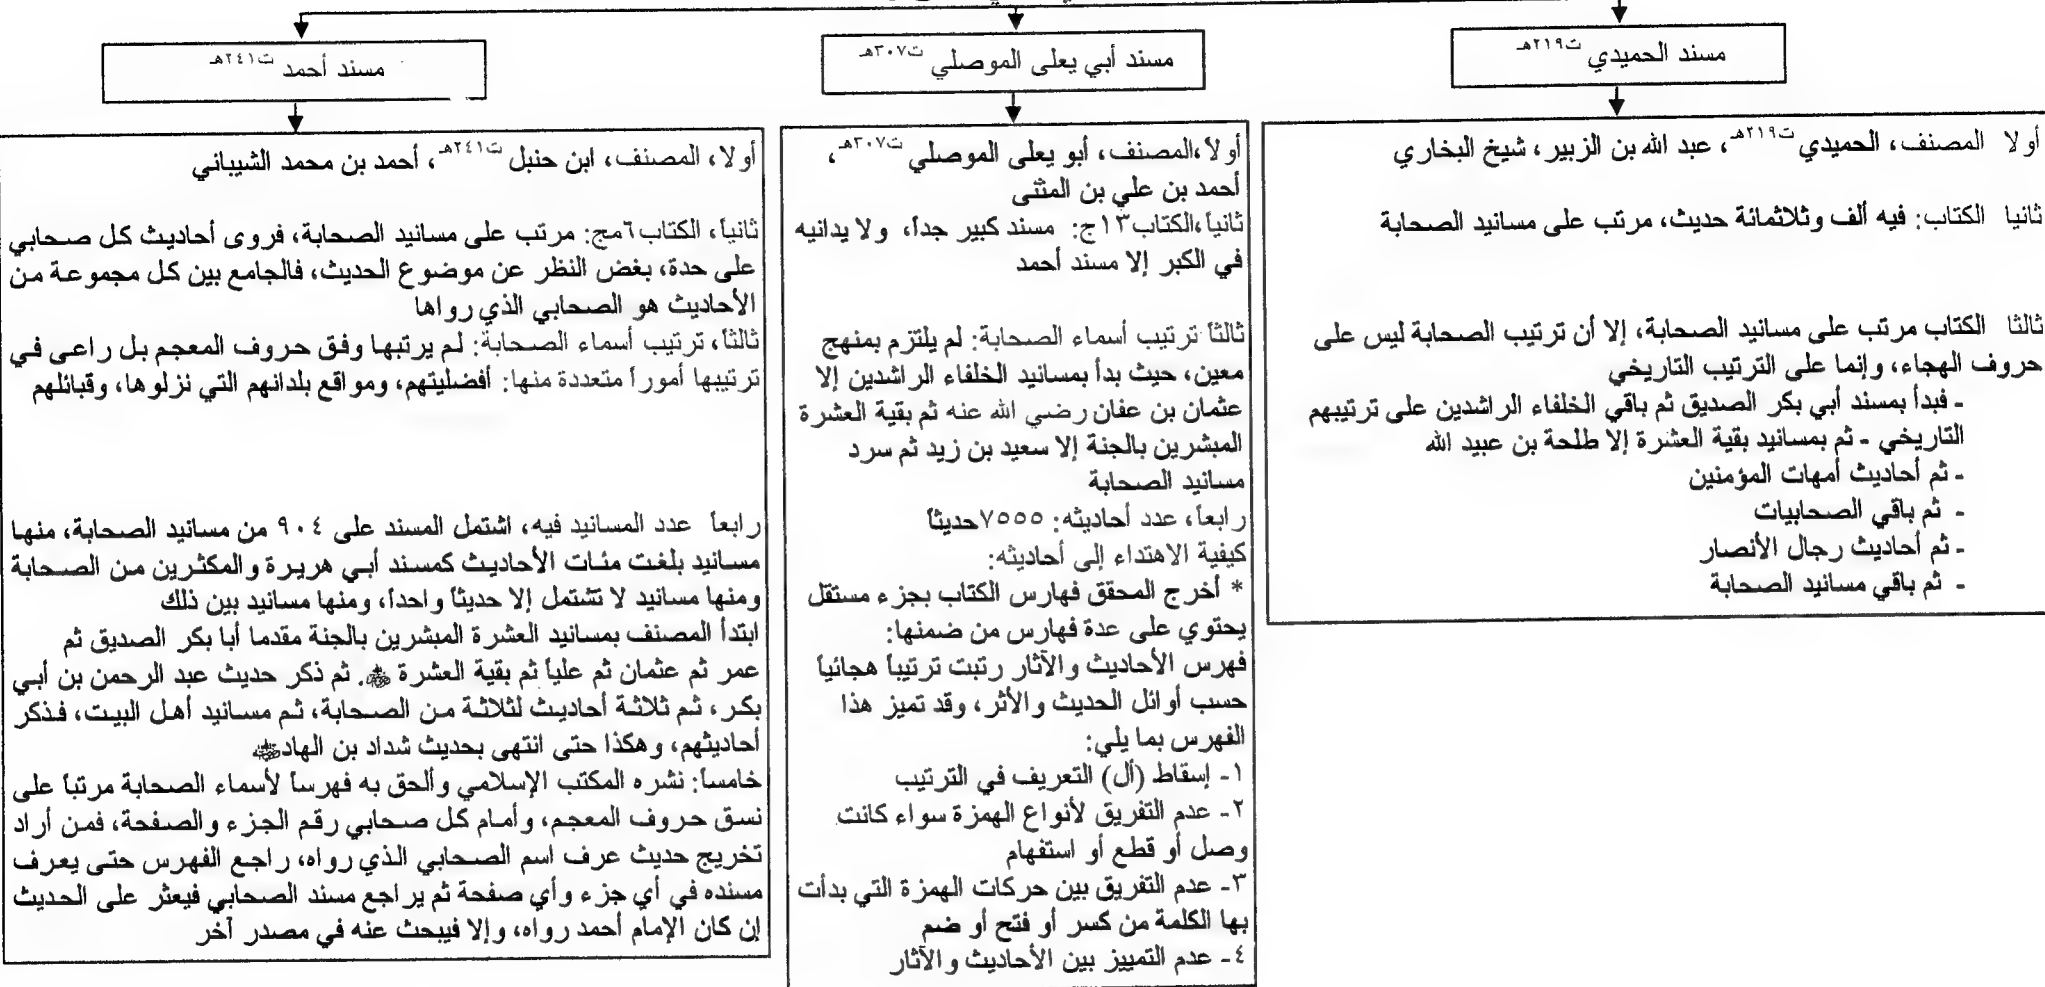 مسند الحميدي ت٢١٩هـ
مسند أبي يعلى الموصلي ت٣٠٧هـ
مسند أحمد ت٢٤١هـ
أولا المصنف، الحميدي ت٢١٩هـ، عبد الله بن الزبير، شيخ البخاري
ثانيا الكتاب: فيه ألف وثلاثمائة حديث، مرتب على مسانيد الصحابة
ثالثا الكتاب مرتب على مسانيد الصحابة، إلا أن ترتيب الصحابة ليس على
حروف الهجاء، وإنما على الترتيب التاريخي
- فبدأ بمسند أبي بكر الصديق ثم باقي الخلفاء الراشدين على ترتيبهم
التاريخي - ثم بمسانيد بقية العشرة إلا طلحة بن عبيد الله
- ثم أحاديث أمهات المؤمنين
- ثم باقي الصحابيات
- ثم أحاديث رجال الأنصار
- ثم باقي مسانيد الصحابة
أولا،المصنف، أبو يعلى الموصلي ت٣٠٧هـ،
أحمد بن علي بن المثنى
ثانياً،الكتاب١٣ج: مسند كبير جداً، ولا يدانيه
في الكبر إلا مسند أحمد
ثالثاً ترتيب أسماء الصحابة: لم يلتزم بمنهج
معين، حيث بدأ بمسانيد الخلفاء الراشدين إلا
عثمان بن عفان رضي الله عنه ثم بقية العشرة
المبشرين بالجنة إلا سعيد بن زيد ثم سرد
مسانيد الصحابة
رابعاً، عدد أحاديثه: ٧٥٥٥حديثاً
كيفية الاهتداء إلى أحاديثه:
* أخرج المحقق فهارس الكتاب بجزء مستقل
يحتوي على عدة فهارس من ضمنها:
فهرس الأحاديث والآثار رتبت ترتيباً هجائياً
حسب أوائل الحديث والأثر، وقد تميز هذا
الفهرس بما يلي:
١- إسقاط (أل) التعريف في الترتيب
٢- عدم التفريق لأنواع الهمزة سواء كانت
وصل أو قطع أو استفهام
٣- عدم التفريق بين حركات الهمزة التي بدأت
بها الكلمة من كسر أو فتح أو ضم
٤- عدم التمييز بين الأحاديث والآثار
أولا، المصنف، ابن حنبل ت٢٤١هـ، أحمد بن محمد الشيباني
ثانياً، الكتاب٦مج: مرتب على مسانيد الصحابة، فروى أحاديث كل صحابي
على حدة، بغض النظر عن موضوع الحديث، فالجامع بين كل مجموعة من
الأحاديث هو الصحابي الذي رواها
ثالثاً، ترتيب أسماء الصحابة: لم يرتبها وفق حروف المعجم بل راعى في
ترتيبها أموراً متعددة منها: أفضليتهم، ومواقع بلدانهم التي نزلوها، وقبائلهم
رابعاً عدد المسانيد فيه، اشتمل المسند على ٩٠٤ من مسانيد الصحابة، منها
مسانيد بلغت مئات الأحاديث كمسند أبي هريرة والمكثرين من الصحابة
ومنها مسانيد لا تشتمل إلا حديثاً واحداً، ومنها مسانيد بين ذلك
ابتدأ المصنف بمسانيد العشرة المبشرين بالجنة مقدما أبا بكر الصديق ثم
عمر ثم عثمان ثم علياً ثم بقية العشرة ﷺ. ثم ذكر حديث عبد الرحمن بن أبي
بكر، ثم ثلاثة أحاديث لثلاثة من الصحابة، ثم مسانيد أهل البيت، فذكر
أحاديثهم، وهكذا حتى انتهى بحديث شداد بن الهاد
خامساً: نشره المكتب الإسلامي وألحق به فهرساً لأسماء الصحابة مرتباً على
نسق حروف المعجم، وأمام كل صحابي رقم الجزء والصفحة، فمن أراد
تخريج حديث عرف اسم الصحابي الذي رواه، راجع الفهرس حتى يعرف
مسنده في أي جزء وأي صفحة ثم يراجع مسند الصحابي فيعثر على الحديث
إن كان الإمام أحمد رواه، وإلا فيبحث عنه في مصدر آخر